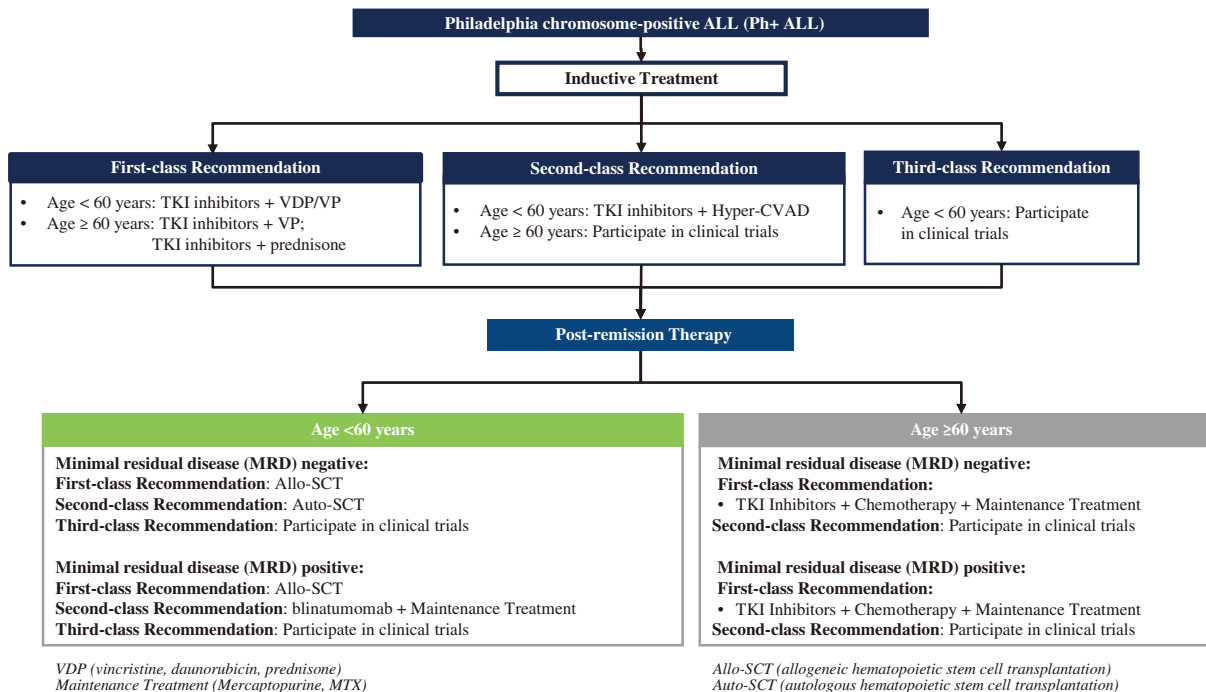 Philadelphia chromosome-positive ALL (Ph+ ALL)
Inductive Treatment
First-class Recommendation
• Age < 60 years: TKI inhibitors + VDP/VP
• Age ≥ 60 years: TKI inhibitors + VP;
TKI inhibitors + prednisone
Second-class Recommendation
• Age < 60 years: TKI inhibitors + Hyper-CVAD
• Age ≥ 60 years: Participate in clinical trials
Third-class Recommendation
• Age < 60 years: Participate
in clinical trials
Post-remission Therapy
Age <60 years
Minimal residual disease (MRD) negative:
First-class Recommendation: Allo-SCT
Second-class Recommendation: Auto-SCT
Third-class Recommendation: Participate in clinical trials
Minimal residual disease (MRD) positive:
First-class Recommendation: Allo-SCT
Second-class Recommendation: blinatumomab + Maintenance Treatment
Third-class Recommendation: Participate in clinical trials
Age ≥60 years
Minimal residual disease (MRD) negative:
First-class Recommendation:
• TKI Inhibitors + Chemotherapy + Maintenance Treatment
Second-class Recommendation: Participate in clinical trials
Minimal residual disease (MRD) positive:
First-class Recommendation:
• TKI Inhibitors + Chemotherapy + Maintenance Treatment
Second-class Recommendation: Participate in clinical trials
VDP (vincristine, daunorubicin, prednisone)
Maintenance Treatment (Mercaptopurine, MTX)
Allo-SCT (allogeneic hematopoietic stem cell transplantation)
Auto-SCT (autologous hematopoietic stem cell transplantation)